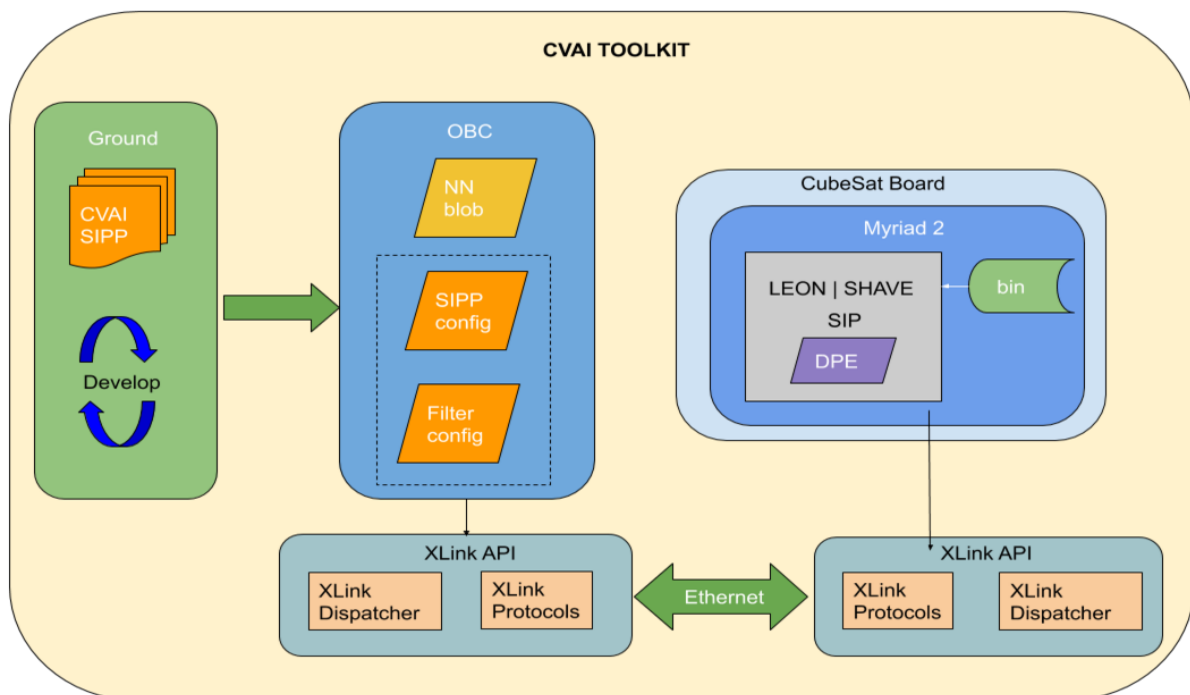 CVAI TOOLKIT
Ground
CVAI
SIPP
Develop
OBC
NN
blob
SIPP
config
Filter
config
CubeSat Board
Myriad 2
LEON | SHAVE
SIP
DPE
bin
XLink API
XLink
Dispatcher
XLink
Protocols
Ethernet
XLink API
XLink
Protocols
XLink
Dispatcher